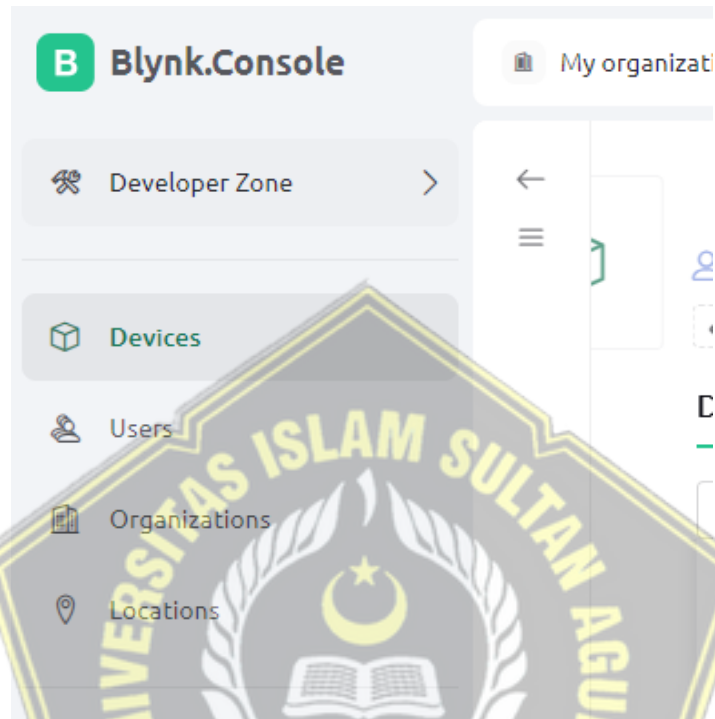 B Blynk.Console
My organizati
Developer Zone
Devices
Users
Organizations
Locations
D
UNIVERSITAS ISLAM SULTAN AGU